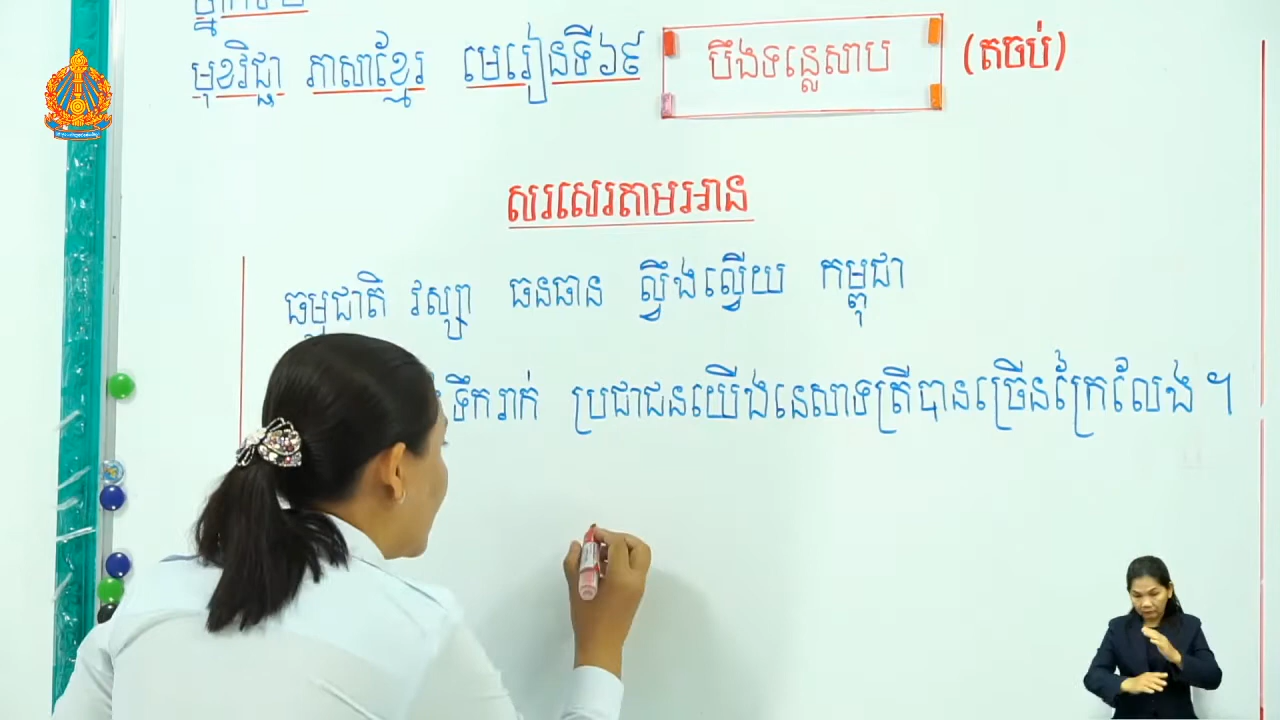 មុខវិជ្ជា ភាសាខ្មែរ មេរៀនទី៦៩ បឹងទន្លេសាប (តចប់)
សរសេរតាមអាន
ធម្មជាតិ វស្សា ធនធាន ល្វឹងល្វើយ កម្ពុជា
ទឹករាក់ ប្រជាជនយើងនេសាទត្រីបានច្រើនក្រៃលែង ។